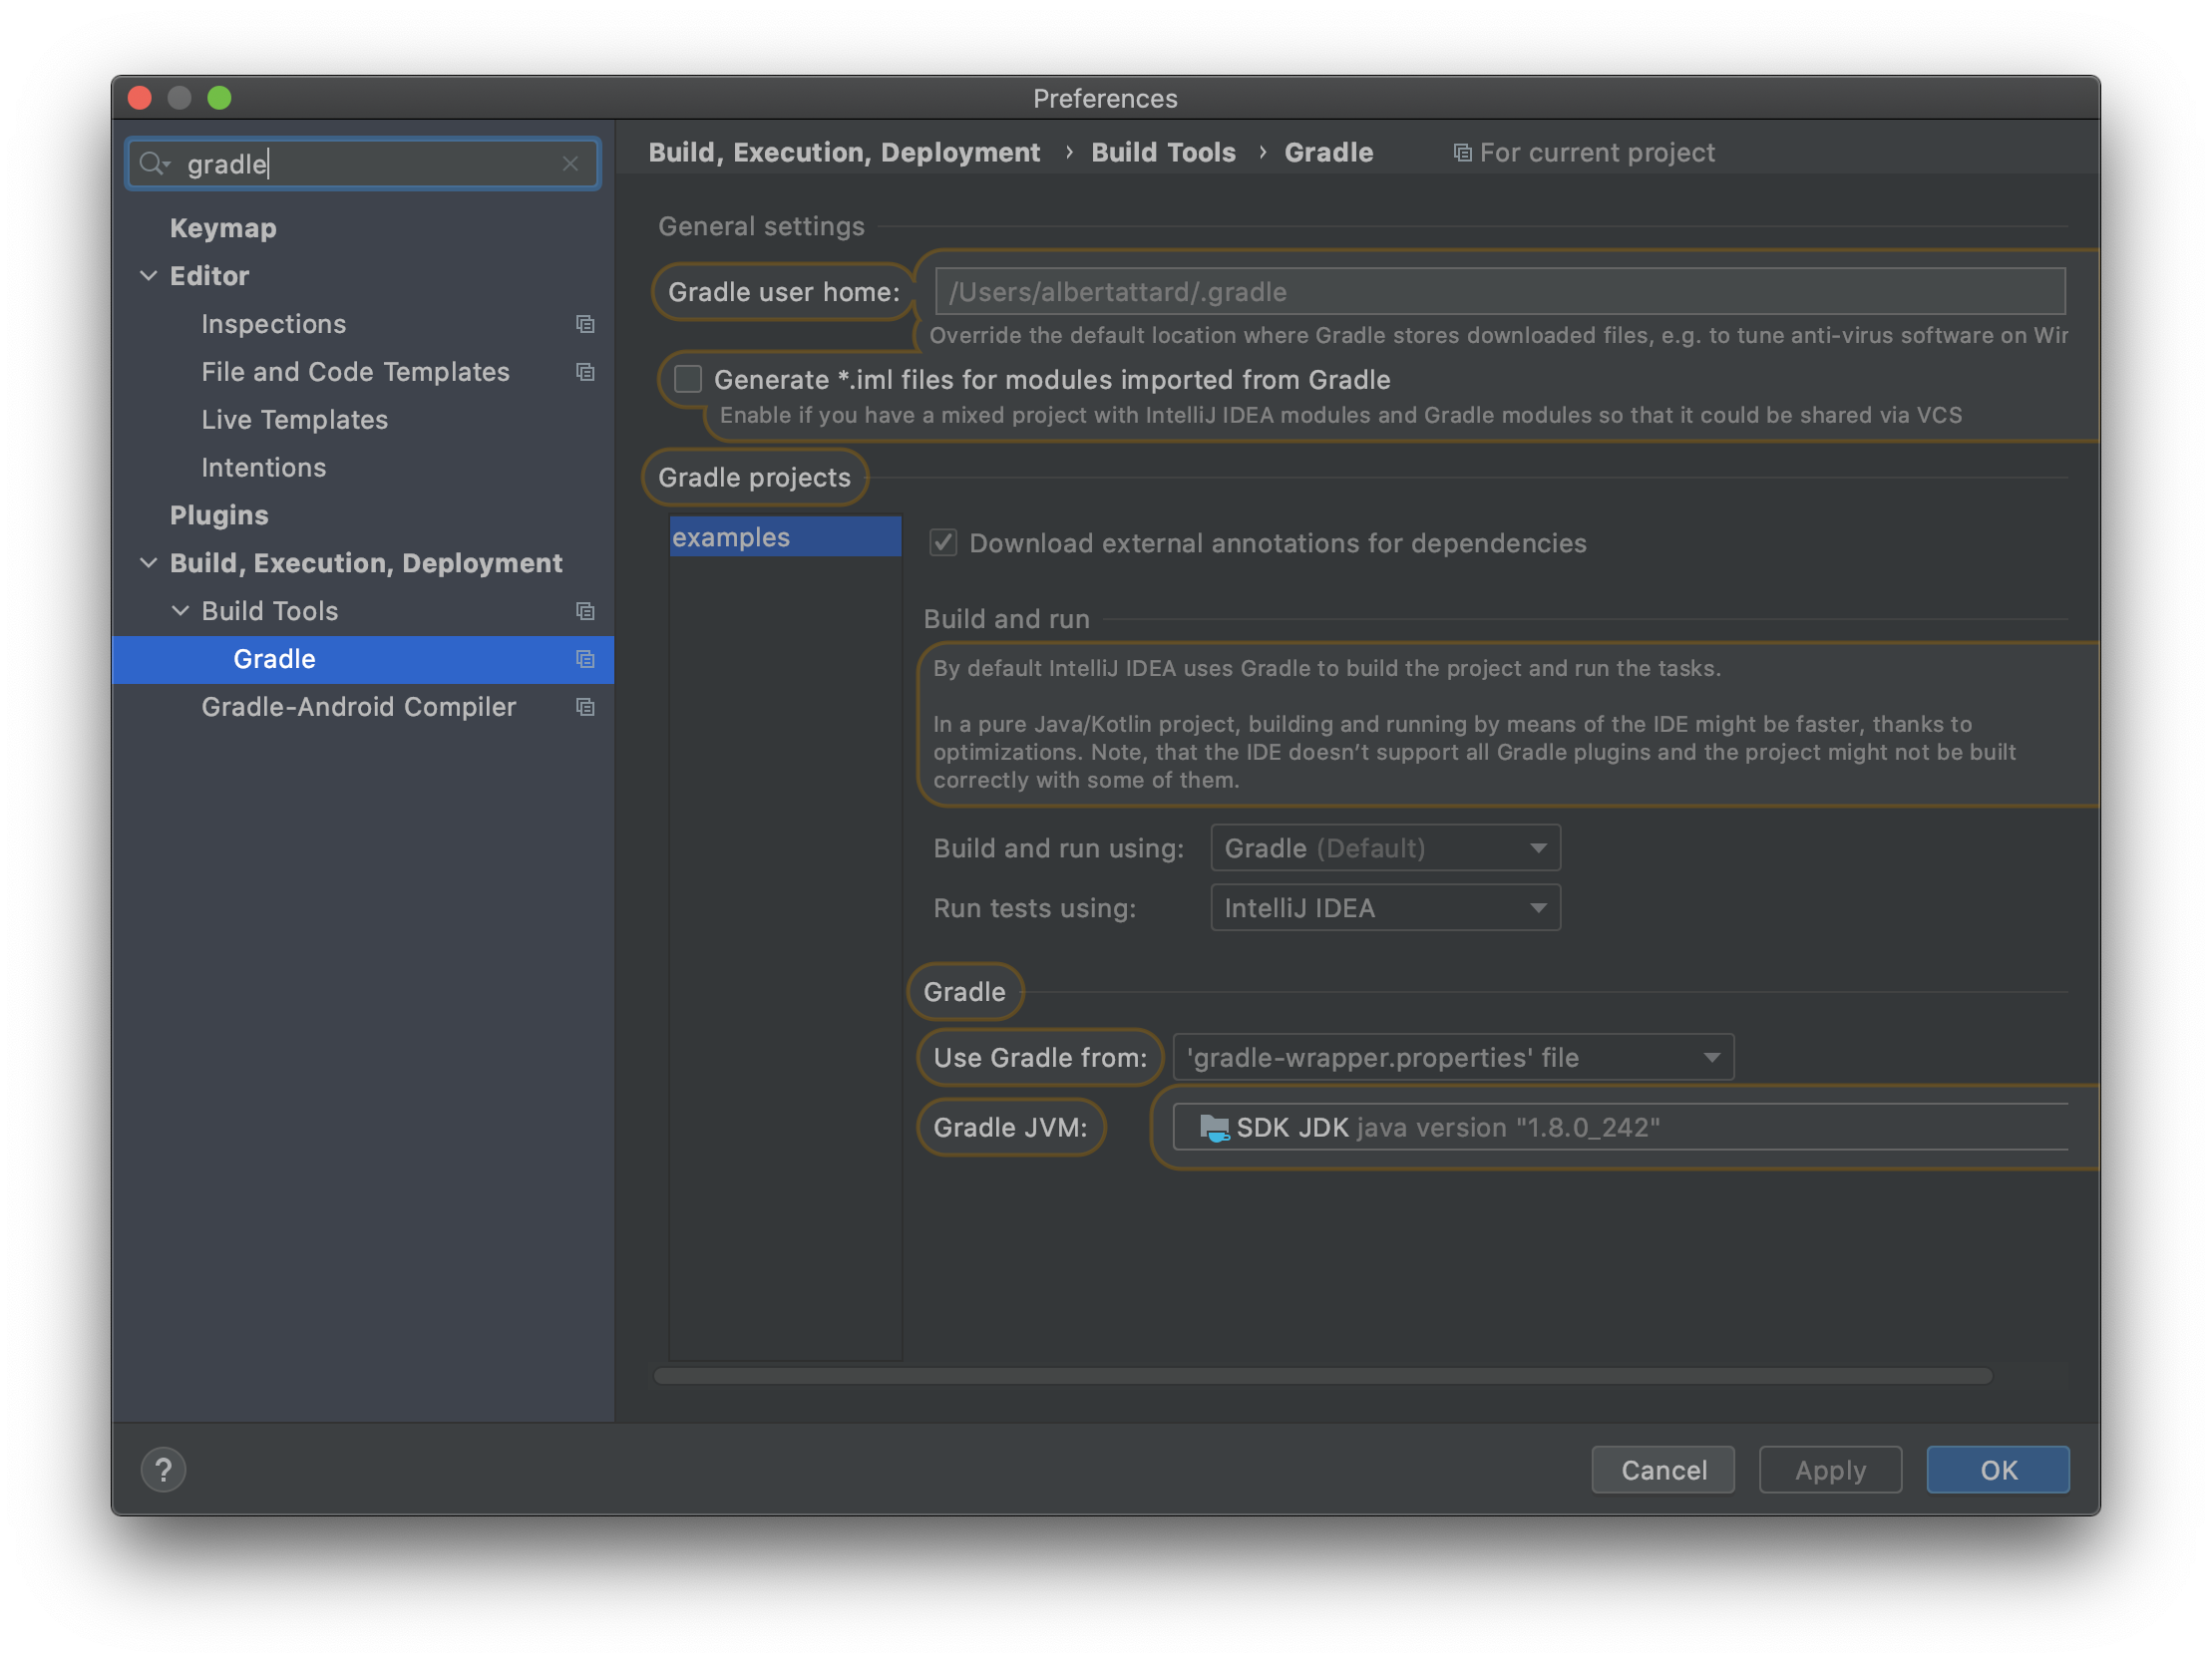 Preferences
gradle
Keymap
Editor
Inspections
File and Code Templates
Live Templates
Intentions
Plugins
Build, Execution, Deployment
Build Tools
Gradle
Gradle-Android Compiler
Build, Execution, Deployment › Build Tools › Gradle For current project
General settings
Gradle user home: /Users/albertattard/.gradle
Override the default location where Gradle stores downloaded files, e.g. to tune anti-virus software on Wir
Generate *.iml files for modules imported from Gradle
Enable if you have a mixed project with IntelliJ IDEA modules and Gradle modules so that it could be shared via VCS
Gradle projects
examples
Download external annotations for dependencies
Build and run
By default IntelliJ IDEA uses Gradle to build the project and run the tasks.
In a pure Java/Kotlin project, building and running by means of the IDE might be faster, thanks to
optimizations. Note, that the IDE doesn't support all Gradle plugins and the project might not be built
correctly with some of them.
Build and run using: Gradle (Default)
Run tests using: IntelliJ IDEA
Gradle
Use Gradle from: 'gradle-wrapper.properties' file
Gradle JVM: SDK JDK java version "1.8.0_242"
?
Cancel
Apply
OK